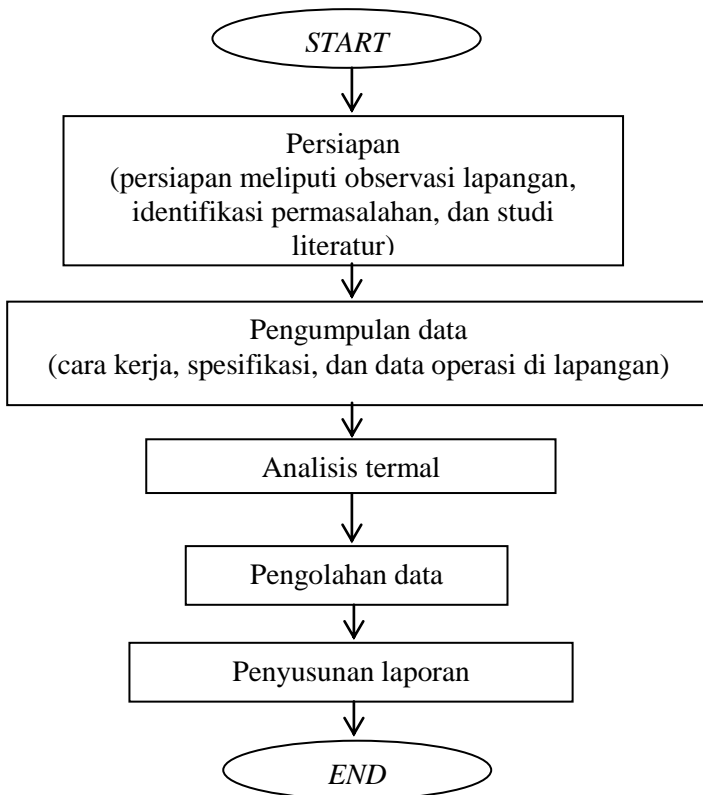 START
Persiapan
(persiapan meliputi observasi lapangan,
identifikasi permasalahan, dan studi
literatur)
Pengumpulan data
(cara kerja, spesifikasi, dan data operasi di lapangan)
Analisis termal
Pengolahan data
Penyusunan laporan
END